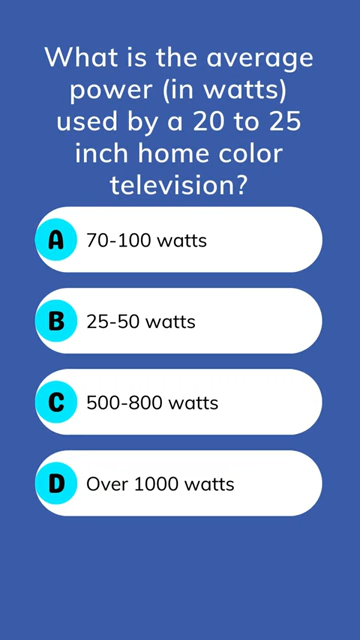 What is the average
power (in watts)
used by a 20 to 25
inch home color
television?
A 70-100 watts
B 25-50 watts
C 500-800 watts
D Over 1000 watts